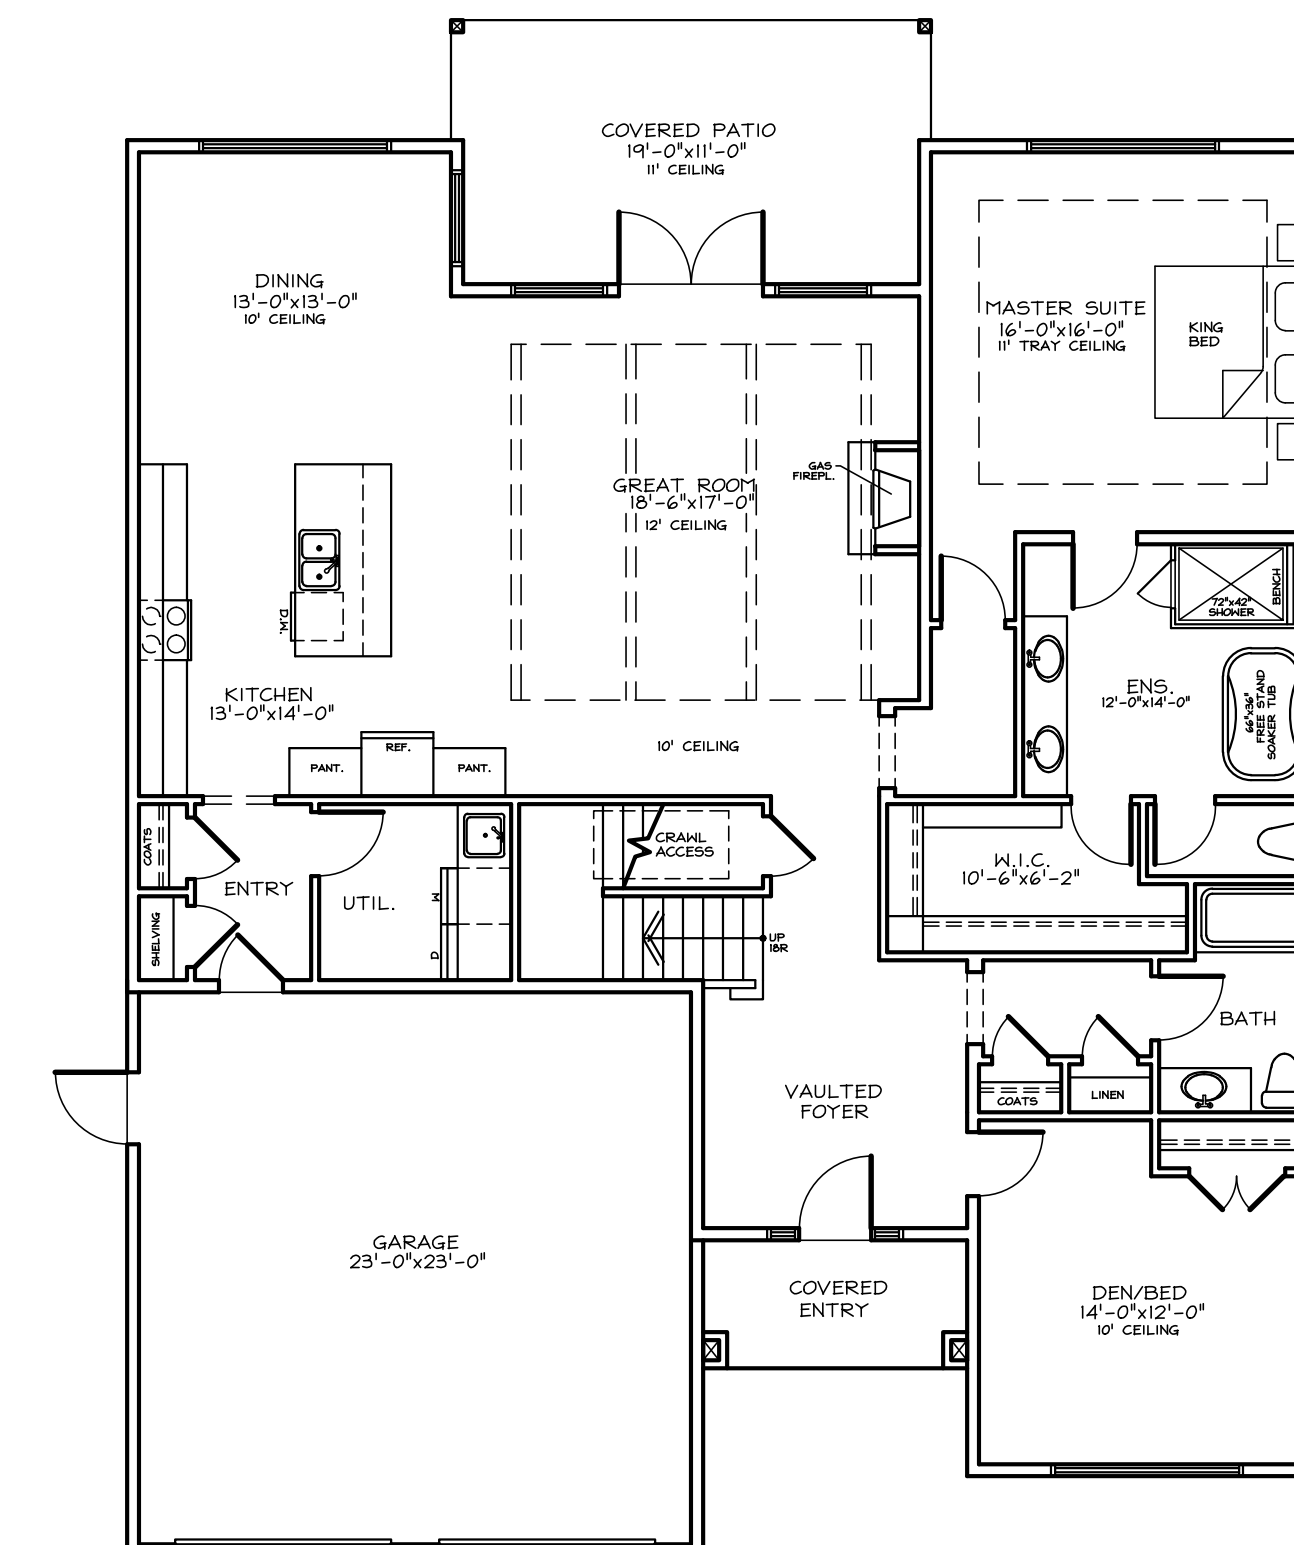 COVERED PATIO
19'-0"x11'-0"
11' CEILING
DINING
13'-0"x13'-0"
10' CEILING
MASTER SUITE
16'-0"x16'-0"
11' TRAY CEILING
KING
BED
GAS
FIREPL.
GREAT ROOM
18'-6"x17'-0"
12' CEILING
D.W.
72"x42"
SHOWER
BENCH
KITCHEN
13'-0"x14'-0"
ENS.
12'-0"x14'-0"
66"x36"
FREE STAND
SOAKER TUB
REF.
PANT.
PANT.
10' CEILING
COATS
CRAWL
ACCESS
ENTRY
UTIL.
W
D
W.I.C.
10'-6"x6'-2"
SHELVING
UP
18R
BATH
VAULTED
FOYER
COATS
LINEN
GARAGE
23'-0"x23'-0"
COVERED
ENTRY
DEN/BED
14'-0"x12'-0"
10' CEILING